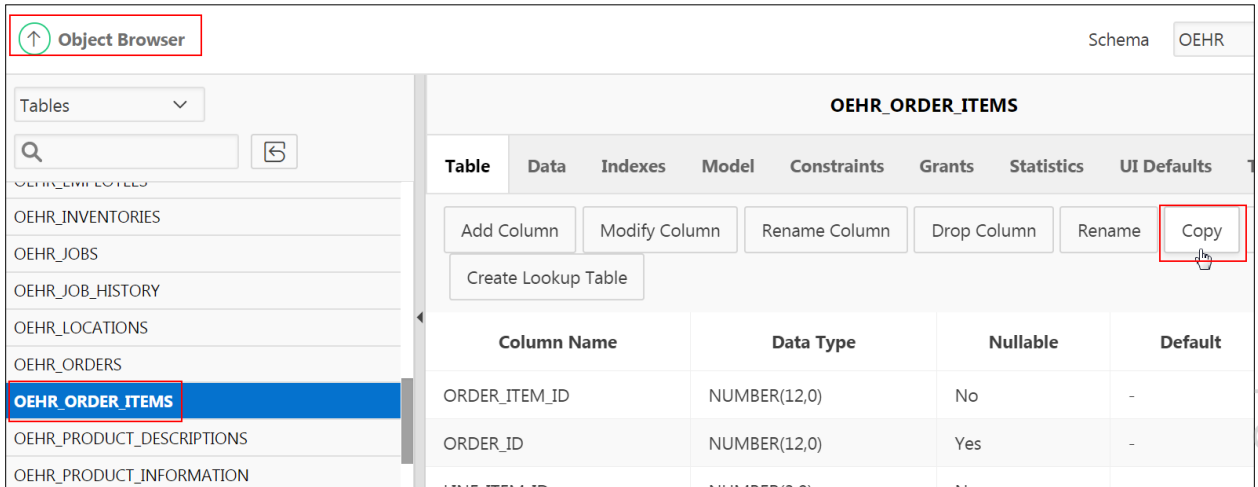 Object Browser
Schema OEHR
Tables
OEHR_EMPLOYEES
OEHR_INVENTORIES
OEHR_JOBS
OEHR_JOB_HISTORY
OEHR_LOCATIONS
OEHR_ORDERS
OEHR_ORDER_ITEMS
OEHR_PRODUCT_DESCRIPTIONS
OEHR_PRODUCT_INFORMATION
OEHR_ORDER_ITEMS
Table Data Indexes Model Constraints Grants Statistics UI Defaults
Add Column Modify Column Rename Column Drop Column Rename Copy
Create Lookup Table
Column Name Data Type Nullable Default
ORDER_ITEM_ID NUMBER(12,0) No -
ORDER_ID NUMBER(12,0) Yes -